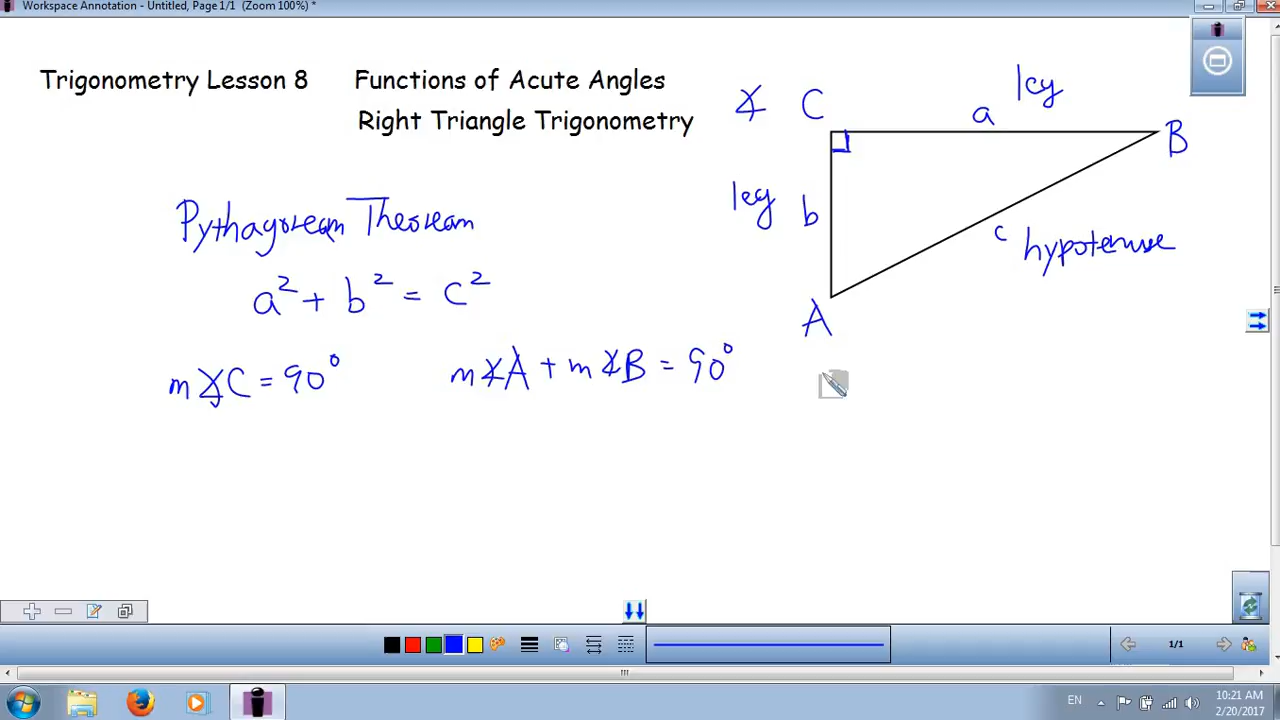 Workspace Annotation - Untitled, Page 1/1 (Zoom 100%) *
Trigonometry Lesson 8 Functions of Acute Angles
Right Triangle Trigonometry
∡ C
a
leg
B
leg
b
c hypotenuse
A
Pythagorean Theorem
a² + b² = c²
m∡C = 90°
m∡A + m∡B = 90°
1/1
EN
10:21 AM
2/20/2017